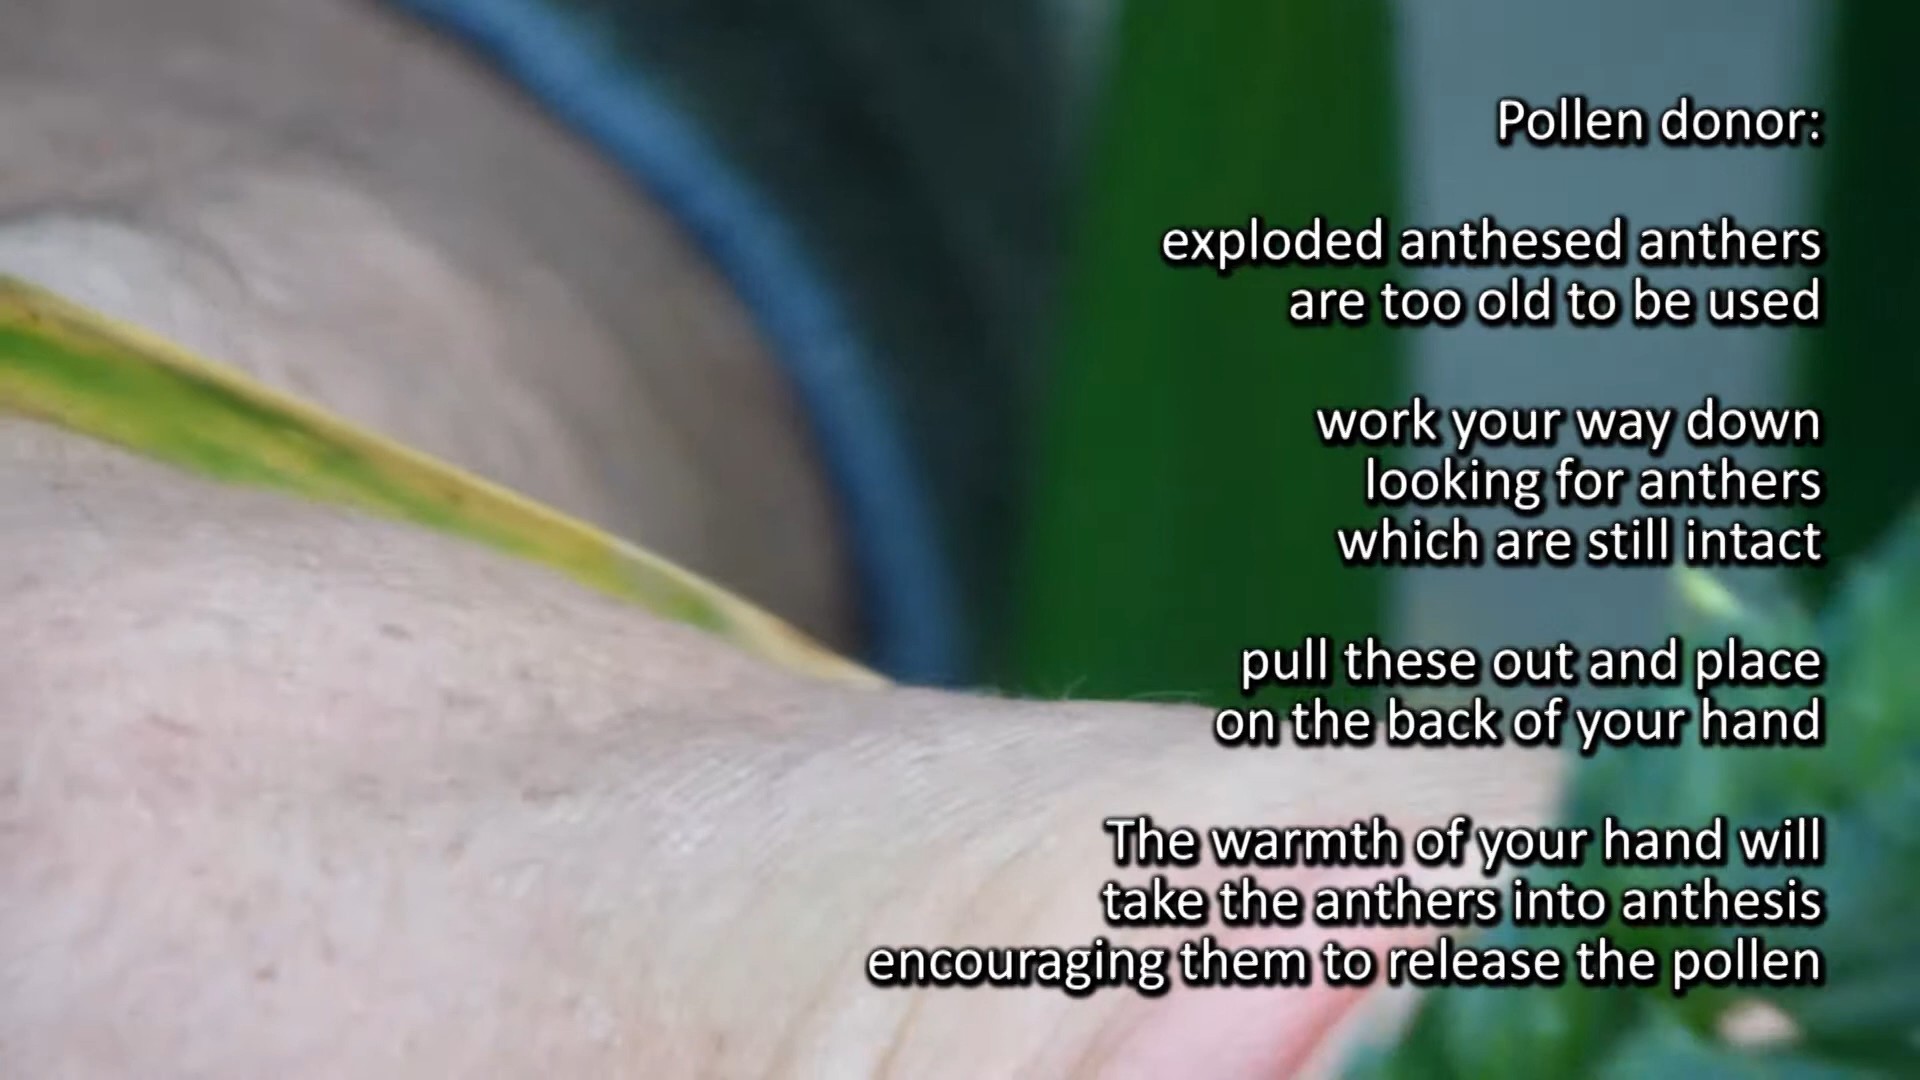 Pollen donor:
exploded anthesed anthers
are too old to be used
work your way down
looking for anthers
which are still intact
pull these out and place
on the back of your hand
The warmth of your hand will
take the anthers into anthesis
encouraging them to release the pollen